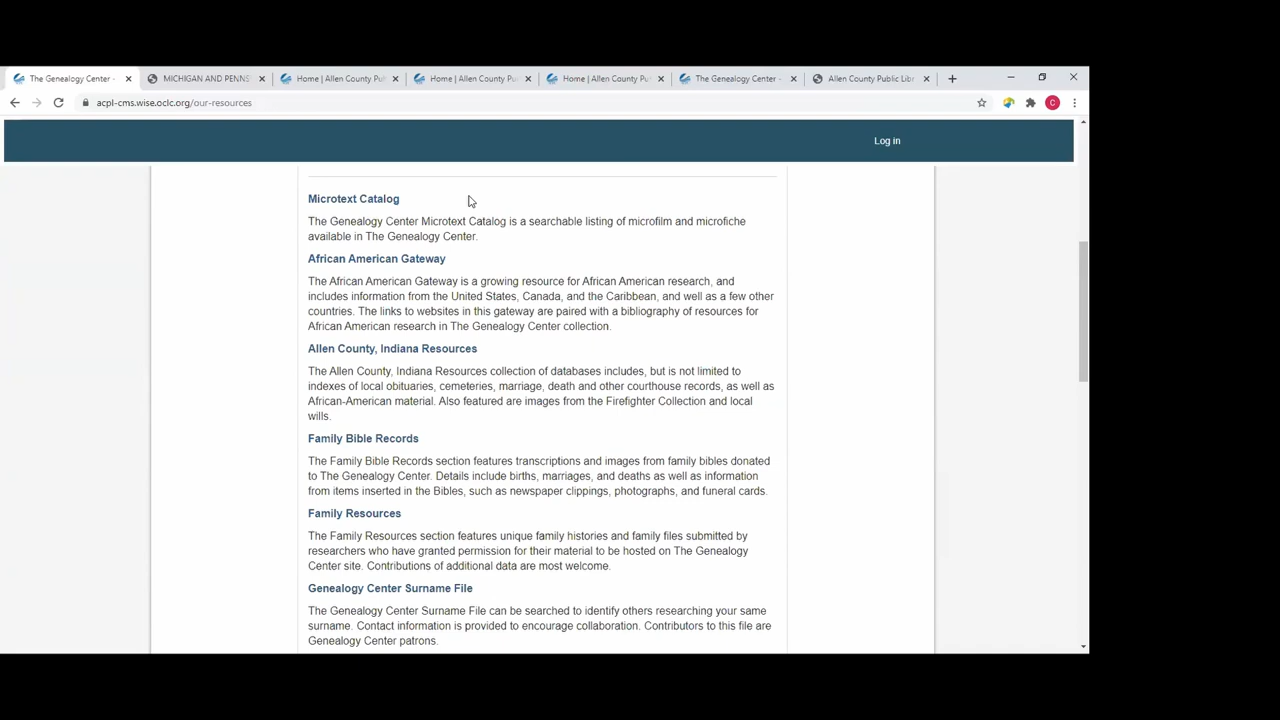 The Genealogy Center -
MICHIGAN AND PENNS
Home | Allen County Pub
Home | Allen County Pu
Home | Allen County Pu
The Genealogy Center -
Allen County Public Libr
acpl-cms.wise.oclc.org/our-resources
C
Log in
Microtext Catalog
The Genealogy Center Microtext Catalog is a searchable listing of microfilm and microfiche
available in The Genealogy Center.
African American Gateway
The African American Gateway is a growing resource for African American research, and
includes information from the United States, Canada, and the Caribbean, and well as a few other
countries. The links to websites in this gateway are paired with a bibliography of resources for
African American research in The Genealogy Center collection.
Allen County, Indiana Resources
The Allen County, Indiana Resources collection of databases includes, but is not limited to
indexes of local obituaries, cemeteries, marriage, death and other courthouse records, as well as
African-American material. Also featured are images from the Firefighter Collection and local
wills.
Family Bible Records
The Family Bible Records section features transcriptions and images from family bibles donated
to The Genealogy Center. Details include births, marriages, and deaths as well as information
from items inserted in the Bibles, such as newspaper clippings, photographs, and funeral cards.
Family Resources
The Family Resources section features unique family histories and family files submitted by
researchers who have granted permission for their material to be hosted on The Genealogy
Center site. Contributions of additional data are most welcome.
Genealogy Center Surname File
The Genealogy Center Surname File can be searched to identify others researching your same
surname. Contact information is provided to encourage collaboration. Contributors to this file are
Genealogy Center patrons.